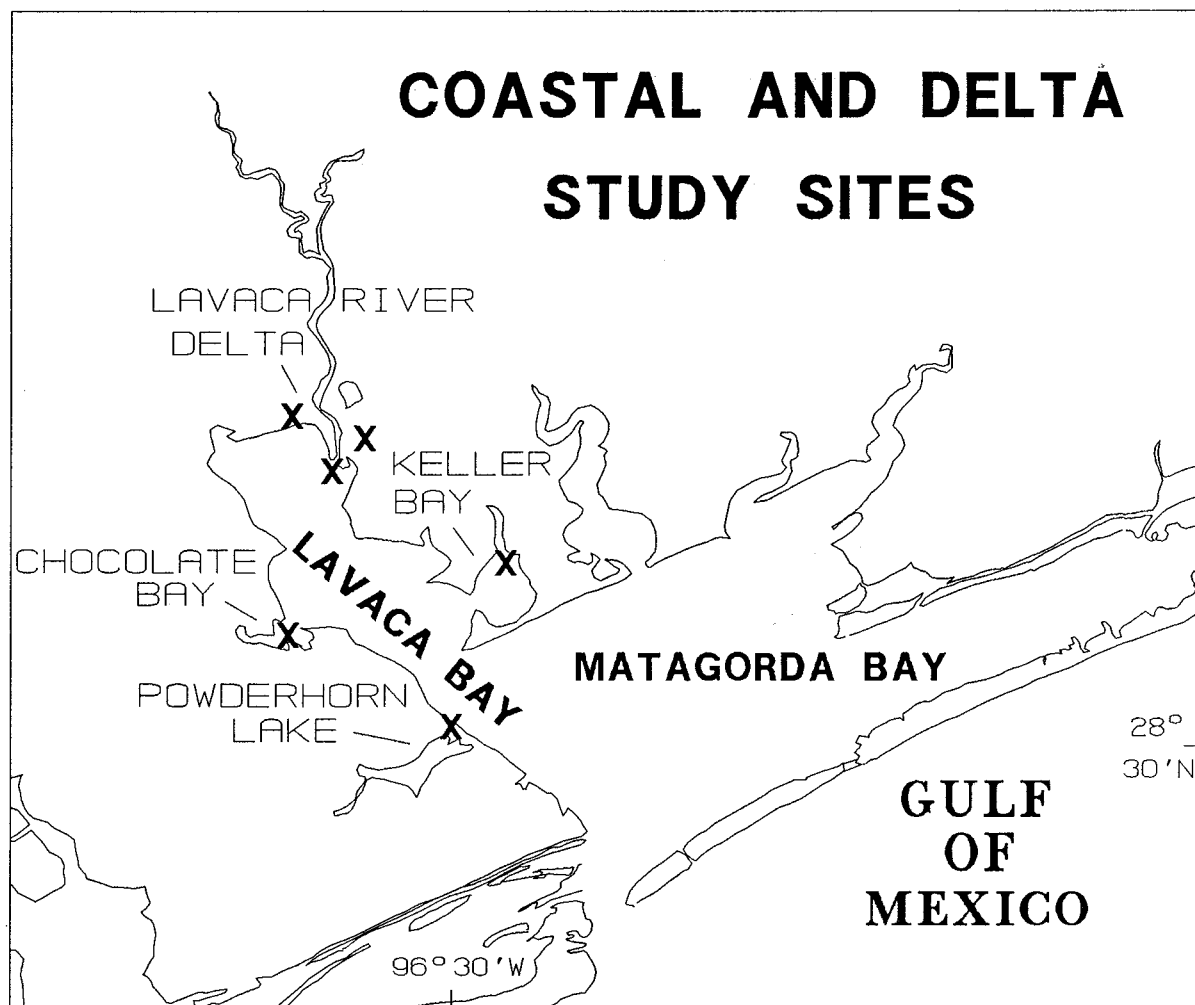 COASTAL AND DELTA
STUDY SITES
LAVACA RIVER
DELTA
X
X
X
KELLER
BAY
X
CHOCOLATE
BAY
X
LAVACA BAY
MATAGORDA BAY
POWDERHORN
LAKE
X
28°
30'N
GULF
OF
MEXICO
96°30'W